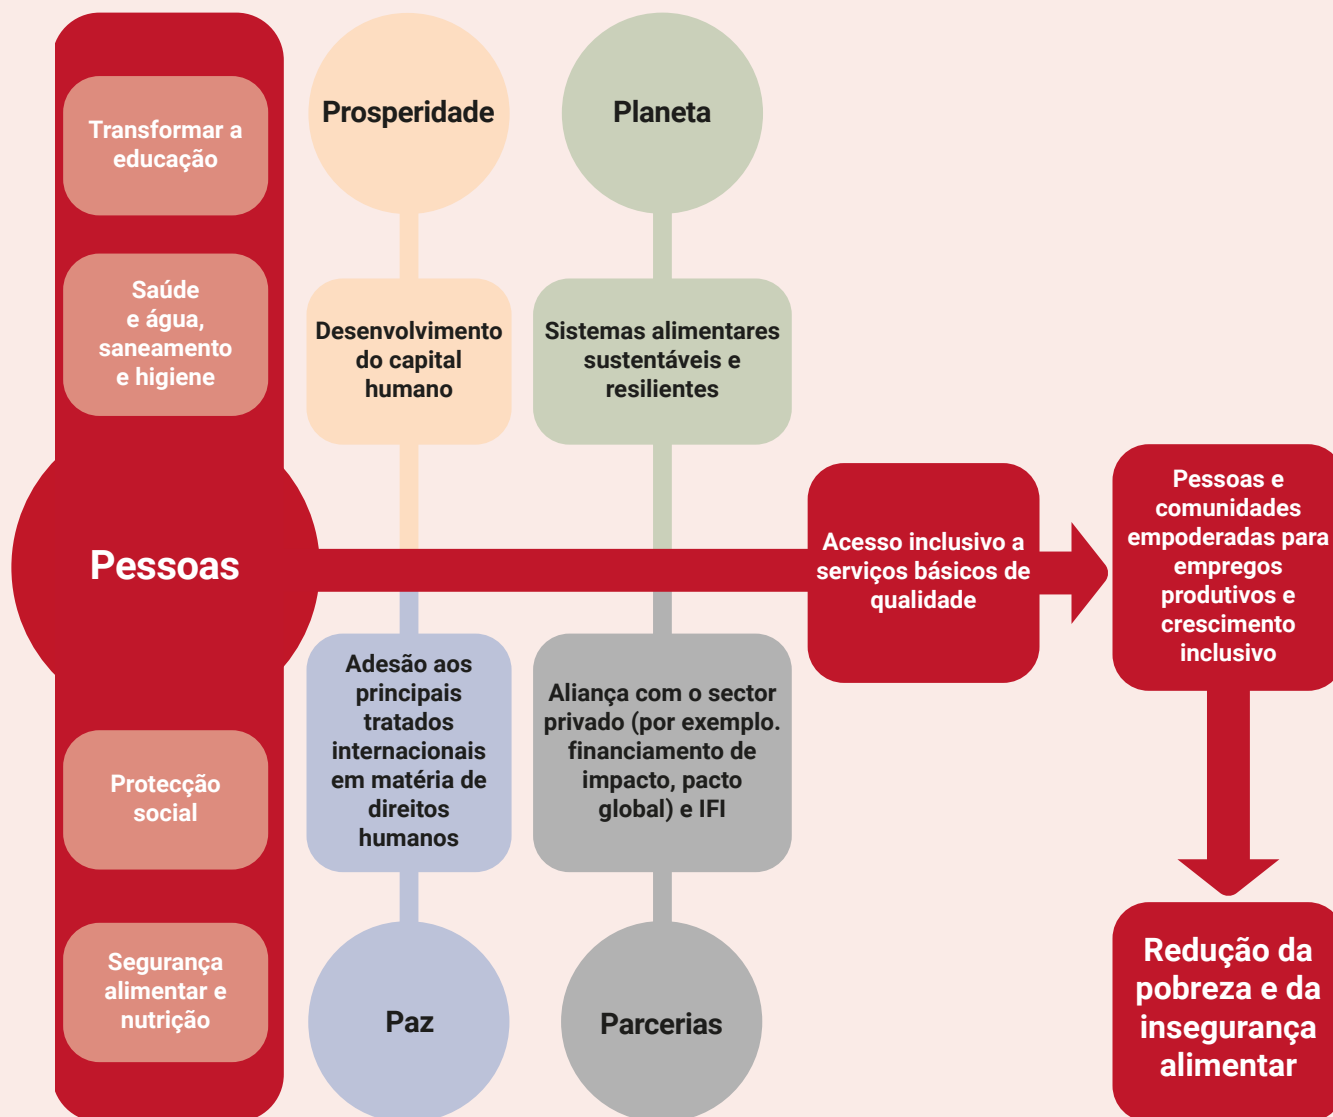 Transformar a
educação
Saúde
e água,
saneamento
e higiene
Pessoas
Protecção
social
Segurança
alimentar e
nutrição
Prosperidade
Desenvolvimento
do capital
humano
Planeta
Sistemas alimentares
sustentáveis e
resilientes
Adesão aos
principais
tratados
internacionais
em matéria de
direitos
humanos
Paz
Aliança com o sector
privado (por exemplo.
financiamento de
impacto, pacto
global) e IFI
Parcerias
Acesso inclusivo a
serviços básicos de
qualidade
Pessoas e
comunidades
empoderadas para
empregos
produtivos e
crescimento
inclusivo
Redução da
pobreza e da
insegurança
alimentar